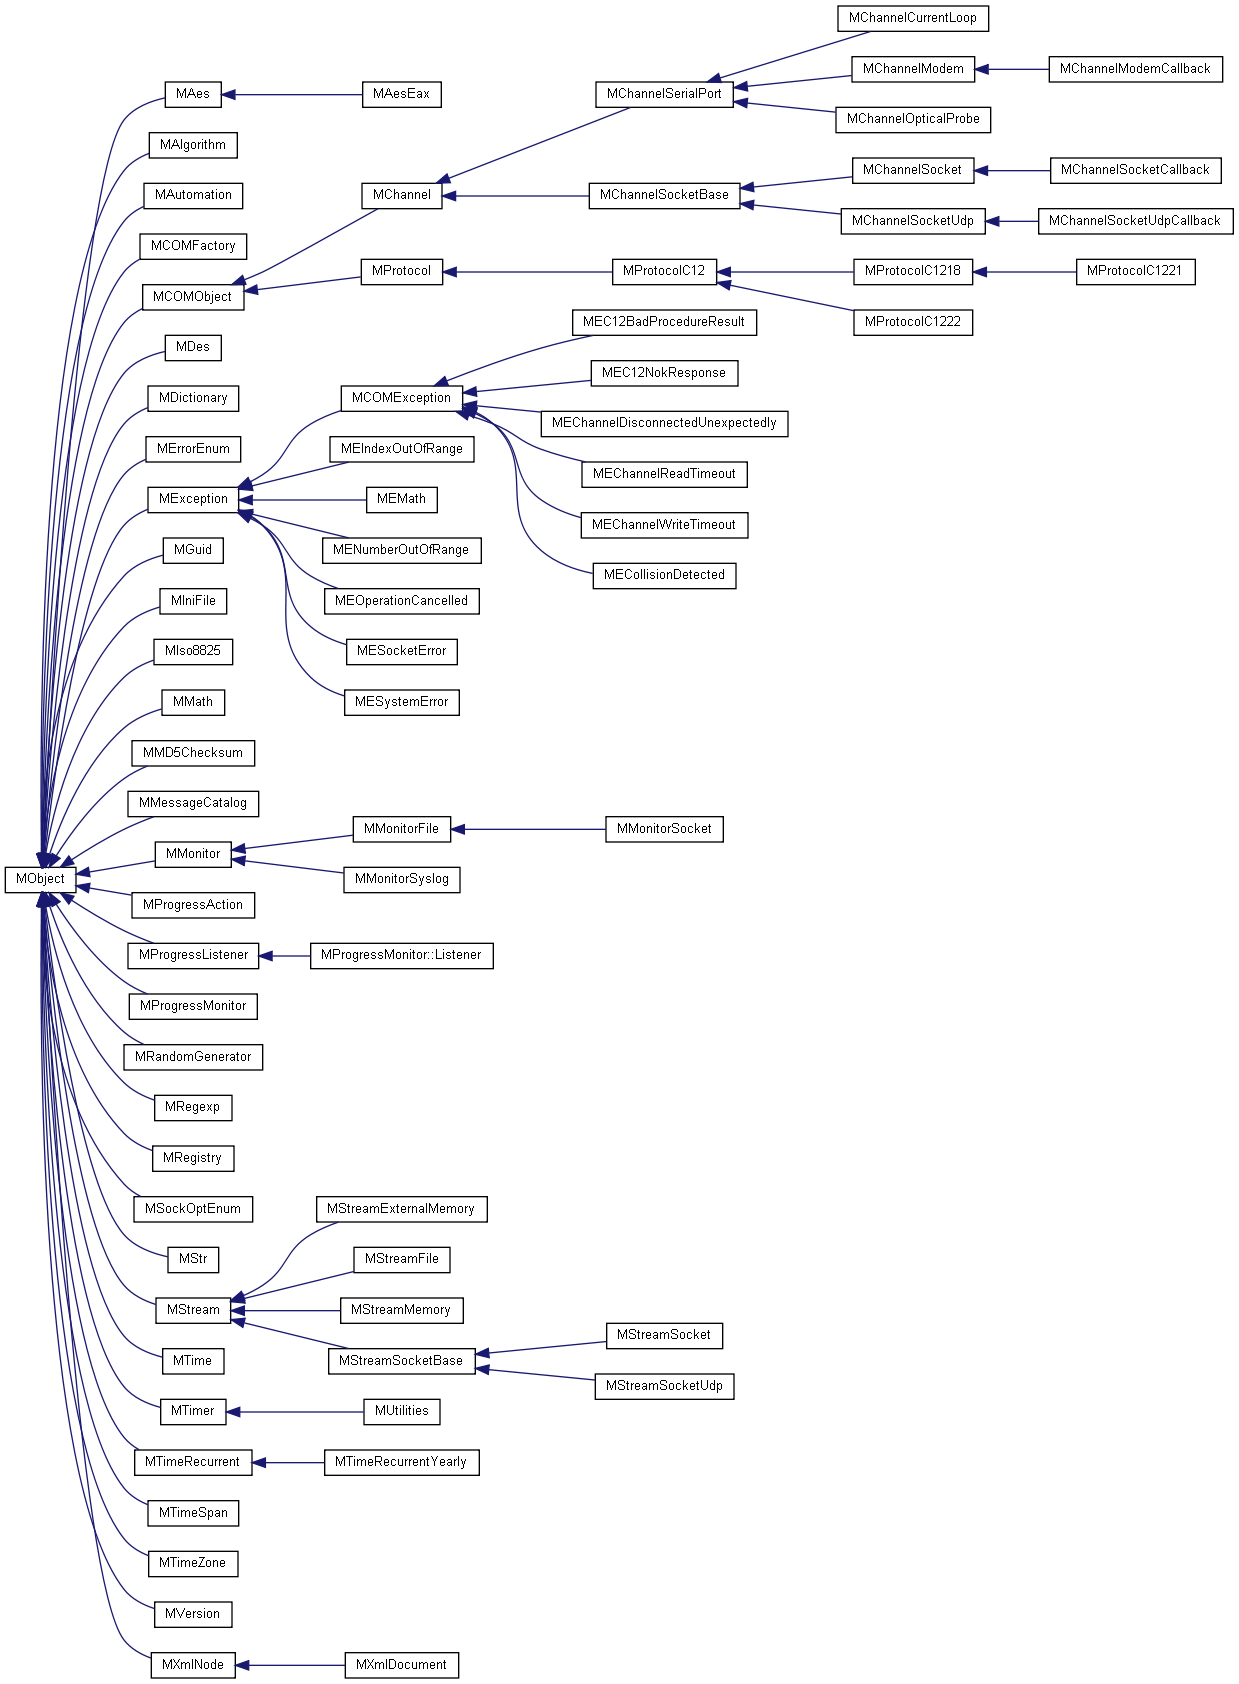 MChannelCurrentLoop
MChannelModem
MChannelModemCallback
MAes
MAesEax
MChannelSerialPort
MChannelOpticalProbe
MAlgorithm
MChannelSocket
MChannelSocketCallback
MAutomation
MChannel
MChannelSocketBase
MChannelSocketUdp
MChannelSocketUdpCallback
MCOMFactory
MProtocol
MProtocolC12
MProtocolC1218
MProtocolC1221
MCOMObject
MProtocolC1222
MEC12BadProcedureResult
MDes
MEC12NokResponse
MDictionary
MCOMException
MEChannelDisconnectedUnexpectedly
MErrorEnum
MEIndexOutOfRange
MEChannelReadTimeout
MException
MEMath
MEChannelWriteTimeout
MGuid
MENumberOutOfRange
MECollisionDetected
MIniFile
MEOperationCancelled
MIso8825
MESocketError
MMath
MESystemError
MMD5Checksum
MMessageCatalog
MMonitorFile
MMonitorSocket
MMonitor
MObject
MMonitorSyslog
MProgressAction
MProgressListener
MProgressMonitor::Listener
MProgressMonitor
MRandomGenerator
MRegexp
MRegistry
MSockOptEnum
MStreamExternalMemory
MStr
MStreamFile
MStream
MStreamMemory
MStreamSocket
MTime
MStreamSocketBase
MStreamSocketUdp
MTimer
MUtilities
MTimeRecurrent
MTimeRecurrentYearly
MTimeSpan
MTimeZone
MVersion
MXmlNode
MXmlDocument